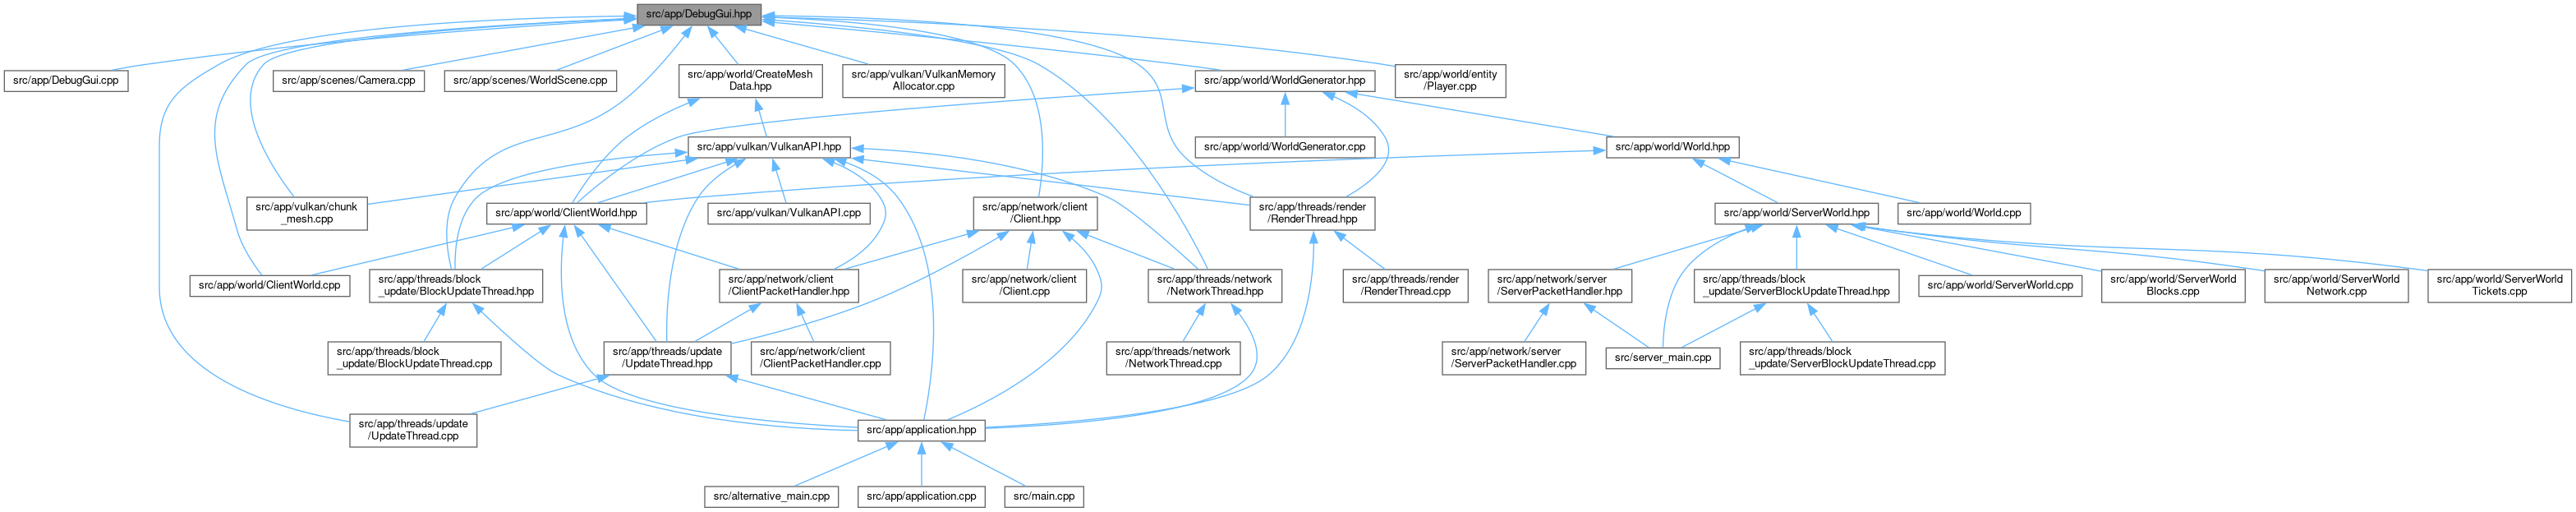 src/app/DebugGui.hpp
src/app/DebugGui.cpp
src/app/scenes/Camera.cpp
src/app/scenes/WorldScene.cpp
src/app/world/CreateMesh
Data.hpp
src/app/vulkan/VulkanMemory
Allocator.cpp
src/app/world/WorldGenerator.hpp
src/app/world/entity
/Player.cpp
src/app/vulkan/VulkanAPI.hpp
src/app/world/WorldGenerator.cpp
src/app/world/World.hpp
src/app/vulkan/chunk
_mesh.cpp
src/app/world/ClientWorld.hpp
src/app/vulkan/VulkanAPI.cpp
src/app/network/client
/Client.hpp
src/app/threads/render
/RenderThread.hpp
src/app/world/ServerWorld.hpp
src/app/world/World.cpp
src/app/world/ClientWorld.cpp
src/app/threads/block
_update/BlockUpdateThread.hpp
src/app/network/client
/ClientPacketHandler.hpp
src/app/network/client
/Client.cpp
src/app/threads/network
/NetworkThread.hpp
src/app/threads/render
/RenderThread.cpp
src/app/network/server
/ServerPacketHandler.hpp
src/app/threads/block
_update/ServerBlockUpdateThread.hpp
src/app/world/ServerWorld.cpp
src/app/world/ServerWorld
Blocks.cpp
src/app/world/ServerWorld
Network.cpp
src/app/world/ServerWorld
Tickets.cpp
src/app/threads/block
_update/BlockUpdateThread.cpp
src/app/threads/update
/UpdateThread.hpp
src/app/network/client
/ClientPacketHandler.cpp
src/app/threads/network
/NetworkThread.cpp
src/app/network/server
/ServerPacketHandler.cpp
src/server_main.cpp
src/app/threads/block
_update/ServerBlockUpdateThread.cpp
src/app/threads/update
/UpdateThread.cpp
src/app/application.hpp
src/alternative_main.cpp
src/app/application.cpp
src/main.cpp